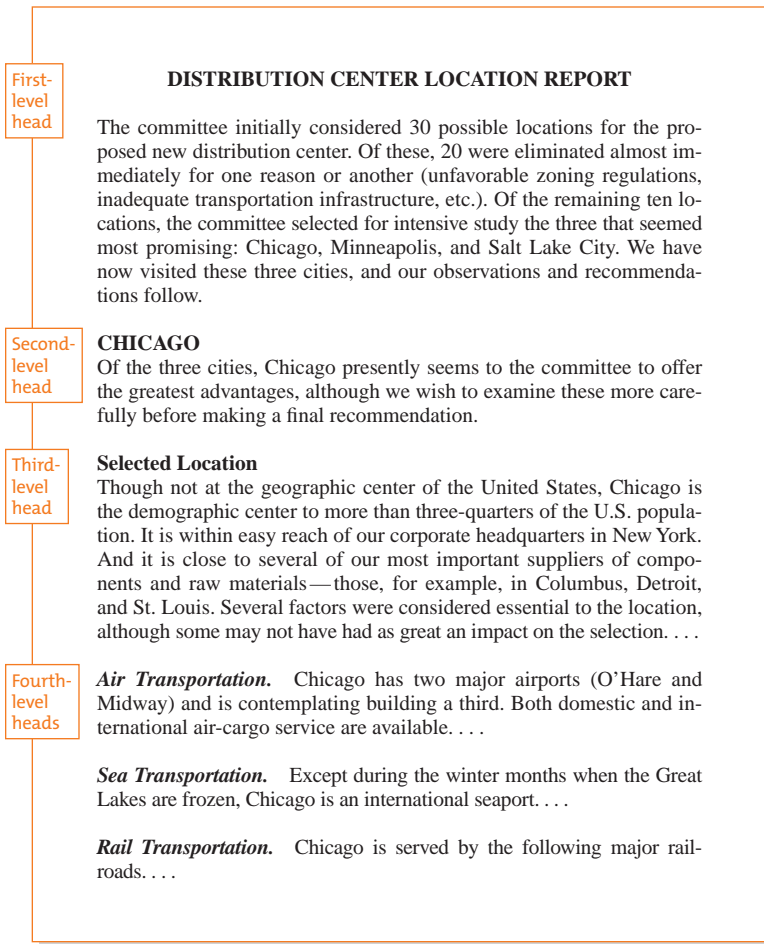 First-
level
head
DISTRIBUTION CENTER LOCATION REPORT
The committee initially considered 30 possible locations for the pro-
posed new distribution center. Of these, 20 were eliminated almost im-
mediately for one reason or another (unfavorable zoning regulations,
inadequate transportation infrastructure, etc.). Of the remaining ten lo-
cations, the committee selected for intensive study the three that seemed
most promising: Chicago, Minneapolis, and Salt Lake City. We have
now visited these three cities, and our observations and recommenda-
tions follow.
Second-
level
head
CHICAGO
Of the three cities, Chicago presently seems to the committee to offer
the greatest advantages, although we wish to examine these more care-
fully before making a final recommendation.
Third-
level
head
Selected Location
Though not at the geographic center of the United States, Chicago is
the demographic center to more than three-quarters of the U.S. popula-
tion. It is within easy reach of our corporate headquarters in New York.
And it is close to several of our most important suppliers of compo-
nents and raw materials—those, for example, in Columbus, Detroit,
and St. Louis. Several factors were considered essential to the location,
although some may not have had as great an impact on the selection. . . .
Fourth-
level
heads
Air Transportation. Chicago has two major airports (O'Hare and
Midway) and is contemplating building a third. Both domestic and in-
ternational air-cargo service are available. . . .
Sea Transportation. Except during the winter months when the Great
Lakes are frozen, Chicago is an international seaport. . . .
Rail Transportation. Chicago is served by the following major rail-
roads. . . .